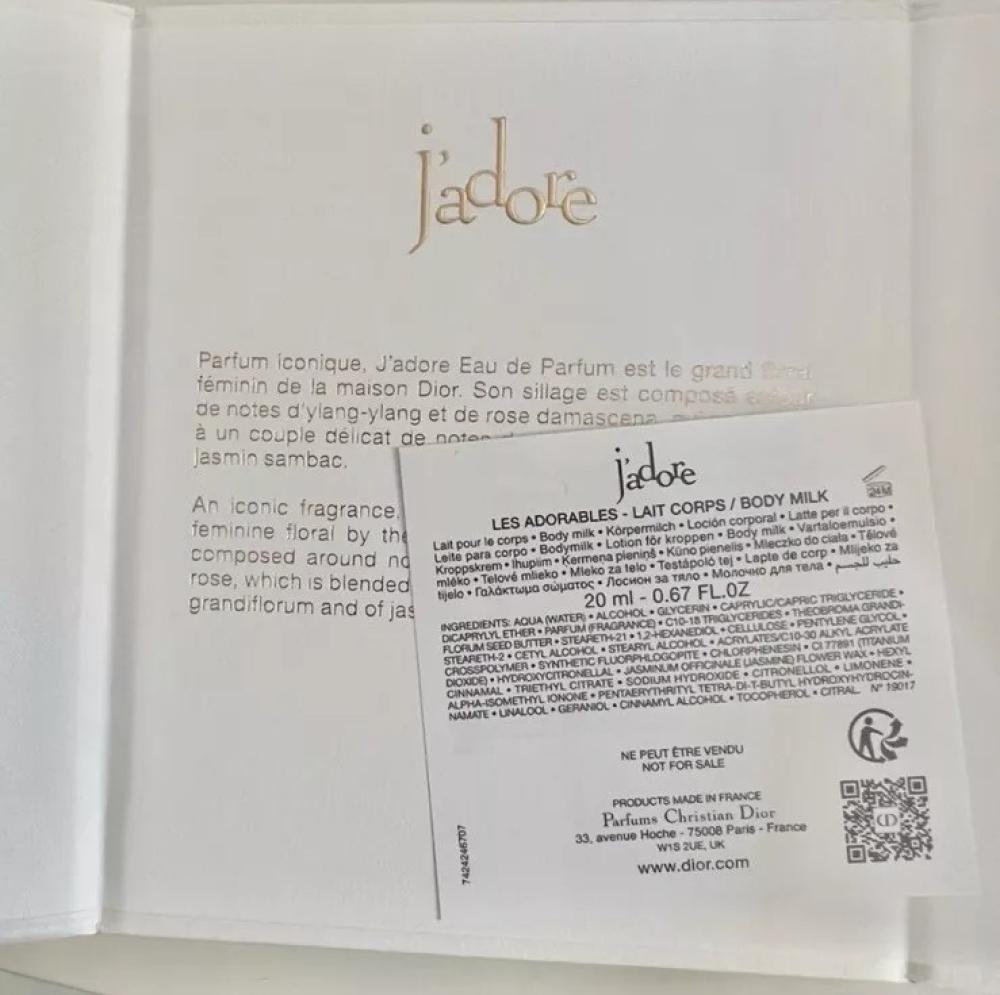 j'adore
Parfum iconique, J'adore Eau de Parfum est le grand
féminin de la maison Dior. Son sillage est composé
de notes d'ylang-ylang et de rose damascena,
à un couple délicat de notes
jasmin sambac.
An iconic fragrance,
feminine floral by the
composed around
rose, which is blended
grandiflorum and of
j'adore
24M
LES ADORABLES - LAIT CORPS / BODY MILK
Lait pour le corps • Body milk • Körpermilch • Loción corporal • Latte per il corpo •
Leite para corpo • Bodymilk • Lotion för kroppen • Body milk • Vartaloemulsio •
Kroppskrem • Ihupiim • Ķermena pieniņš • Kūno pienelis • Mleczko do ciała • Tělové
mléko • Telové mlieko • Mleko za telo • Testápoló tej • Lapte de corp • Mlijeko za
tijelo • Γαλάκτωμα σώματος • Лосион за тяло • Молочко для тела • حليب للجسم
20 ml - 0.67 FL.OZ
INGREDIENTS: AQUA (WATER) • ALCOHOL • GLYCERIN • CAPRYLIC/CAPRIC TRIGLYCERIDE •
DICAPRYLYL ETHER • PARFUM (FRAGRANCE) • C10-18 TRIGLYCERIDES • THEOBROMA GRANDI-
FLORUM SEED BUTTER • STEARETH-21 • 1,2-HEXANEDIOL • CELLULOSE • PENTYLENE GLYCOL •
STEARETH-2 • CETYL ALCOHOL • STEARYL ALCOHOL • ACRYLATES/C10-30 ALKYL ACRYLATE
CROSSPOLYMER • SYNTHETIC FLUORPHLOGOPITE • CHLORPHENESIN • CI 77891 (TITANIUM
DIOXIDE) • HYDROXYCITRONELLAL • JASMINUM OFFICINALE (JASMINE) FLOWER WAX • HEXYL
CINNAMAL • TRIETHYL CITRATE • SODIUM HYDROXIDE • CITRONELLOL • LIMONENE •
ALPHA-ISOMETHYL IONONE • PENTAERYTHRITYL TETRA-DI-T-BUTYL HYDROXYHYDROCIN-
NAMATE • LINALOOL • GERANIOL • CINNAMYL ALCOHOL • TOCOPHEROL • CITRAL N° 19017
NE PEUT ÊTRE VENDU
NOT FOR SALE
PRODUCTS MADE IN FRANCE
Parfums Christian Dior
33, avenue Hoche - 75008 Paris - France
W1S 2UE, UK
www.dior.com
7424246707
CD